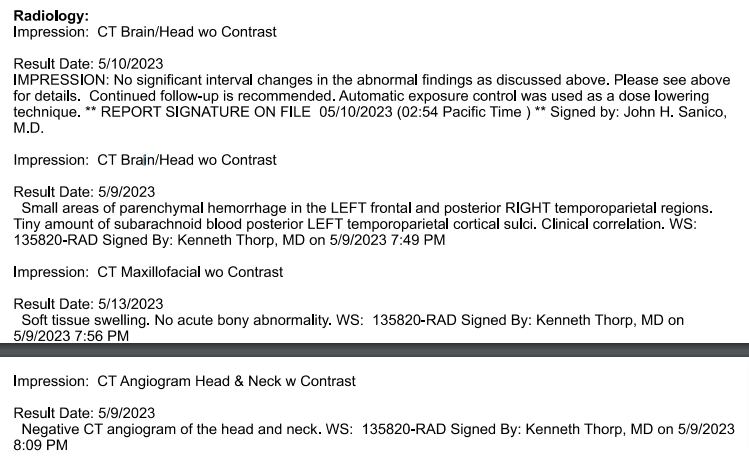 Radiology:
Impression:  CT Brain/Head wo Contrast
Result Date: 5/10/2023
IMPRESSION: No significant interval changes in the abnormal findings as discussed above. Please see above
for details.  Continued follow-up is recommended. Automatic exposure control was used as a dose lowering
technique. ** REPORT SIGNATURE ON FILE  05/10/2023 (02:54 Pacific Time ) ** Signed by: John H. Sanico,
M.D.
Impression:  CT Brain/Head wo Contrast
Result Date: 5/9/2023
Small areas of parenchymal hemorrhage in the LEFT frontal and posterior RIGHT temporoparietal regions.
Tiny amount of subarachnoid blood posterior LEFT temporoparietal cortical sulci. Clinical correlation. WS:
135820-RAD Signed By: Kenneth Thorp, MD on 5/9/2023 7:49 PM
Impression:  CT Maxillofacial wo Contrast
Result Date: 5/13/2023
Soft tissue swelling. No acute bony abnormality. WS:  135820-RAD Signed By: Kenneth Thorp, MD on
5/9/2023 7:56 PM
Impression:  CT Angiogram Head & Neck w Contrast
Result Date: 5/9/2023
Negative CT angiogram of the head and neck. WS:  135820-RAD Signed By: Kenneth Thorp, MD on 5/9/2023
8:09 PM